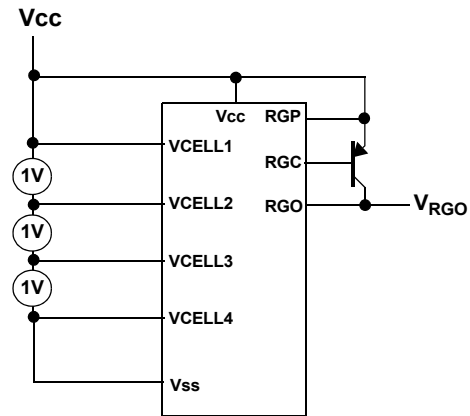 Vcc
Vcc
RGP
VCELL1
1V
RGC
VCELL2
RGO
VRGO
1V
VCELL3
1V
VCELL4
Vss